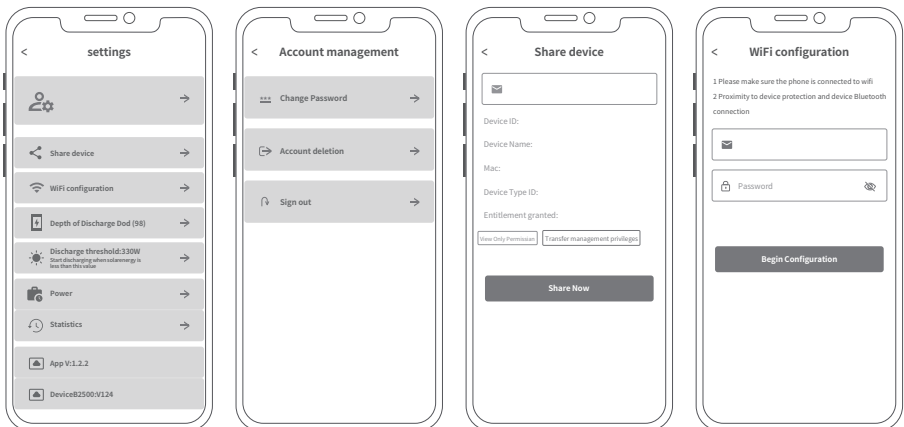 settings
Share device
WiFi configuration
Depth of Discharge Dod (98)
Discharge threshold:330W
Start discharging when solarenergy is
less then this value
Power
Statistics
App V:1.2.2
DeviceB2500:V124
Account management
Change Password
Account deletion
Sign out
Share device
Device ID:
Device Name:
Mac:
Device Type ID:
Entitlement granted:
View Only Permission Transfer management privileges
Share Now
WiFi configuration
1 Please make sure the phone is connected to wifi
2 Proximity to device protection and device Bluetooth
connection
Password
Begin Configuration